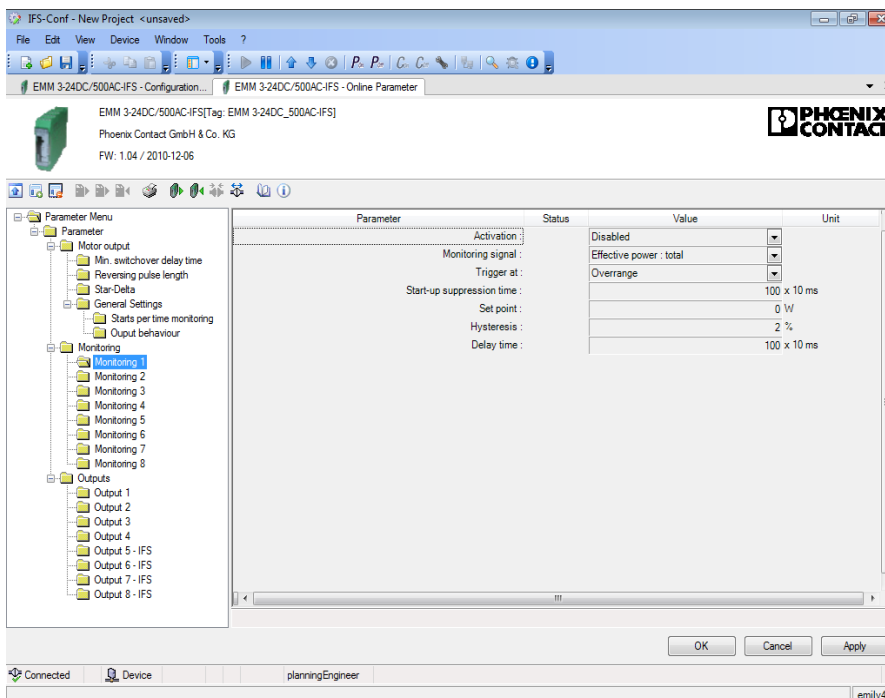 IFS-Conf - New Project <unsaved>
File Edit View Device Window Tools ?
EMM 3-24DC/500AC-IFS - Configuration...
EMM 3-24DC/500AC-IFS - Online Parameter
EMM 3-24DC/500AC-IFS[Tag: EMM 3-24DC_500AC-IFS]
Phoenix Contact GmbH & Co. KG
FW: 1.04 / 2010-12-06
PHŒNIX
CONTACT
Parameter Menu
Parameter
Motor output
Min. switchover delay time
Reversing pulse length
Star-Delta
General Settings
Starts per time monitoring
Ouput behaviour
Monitoring
Monitoring 1
Monitoring 2
Monitoring 3
Monitoring 4
Monitoring 5
Monitoring 6
Monitoring 7
Monitoring 8
Outputs
Output 1
Output 2
Output 3
Output 4
Output 5 - IFS
Output 6 - IFS
Output 7 - IFS
Output 8 - IFS
Parameter Status Value Unit
Activation : Disabled
Monitoring signal : Effective power : total
Trigger at : Overrange
Start-up suppression time : 100 x 10 ms
Set point : 0 W
Hysteresis : 2 %
Delay time : 100 x 10 ms
OK Cancel Apply
Connected Device planningEngineer